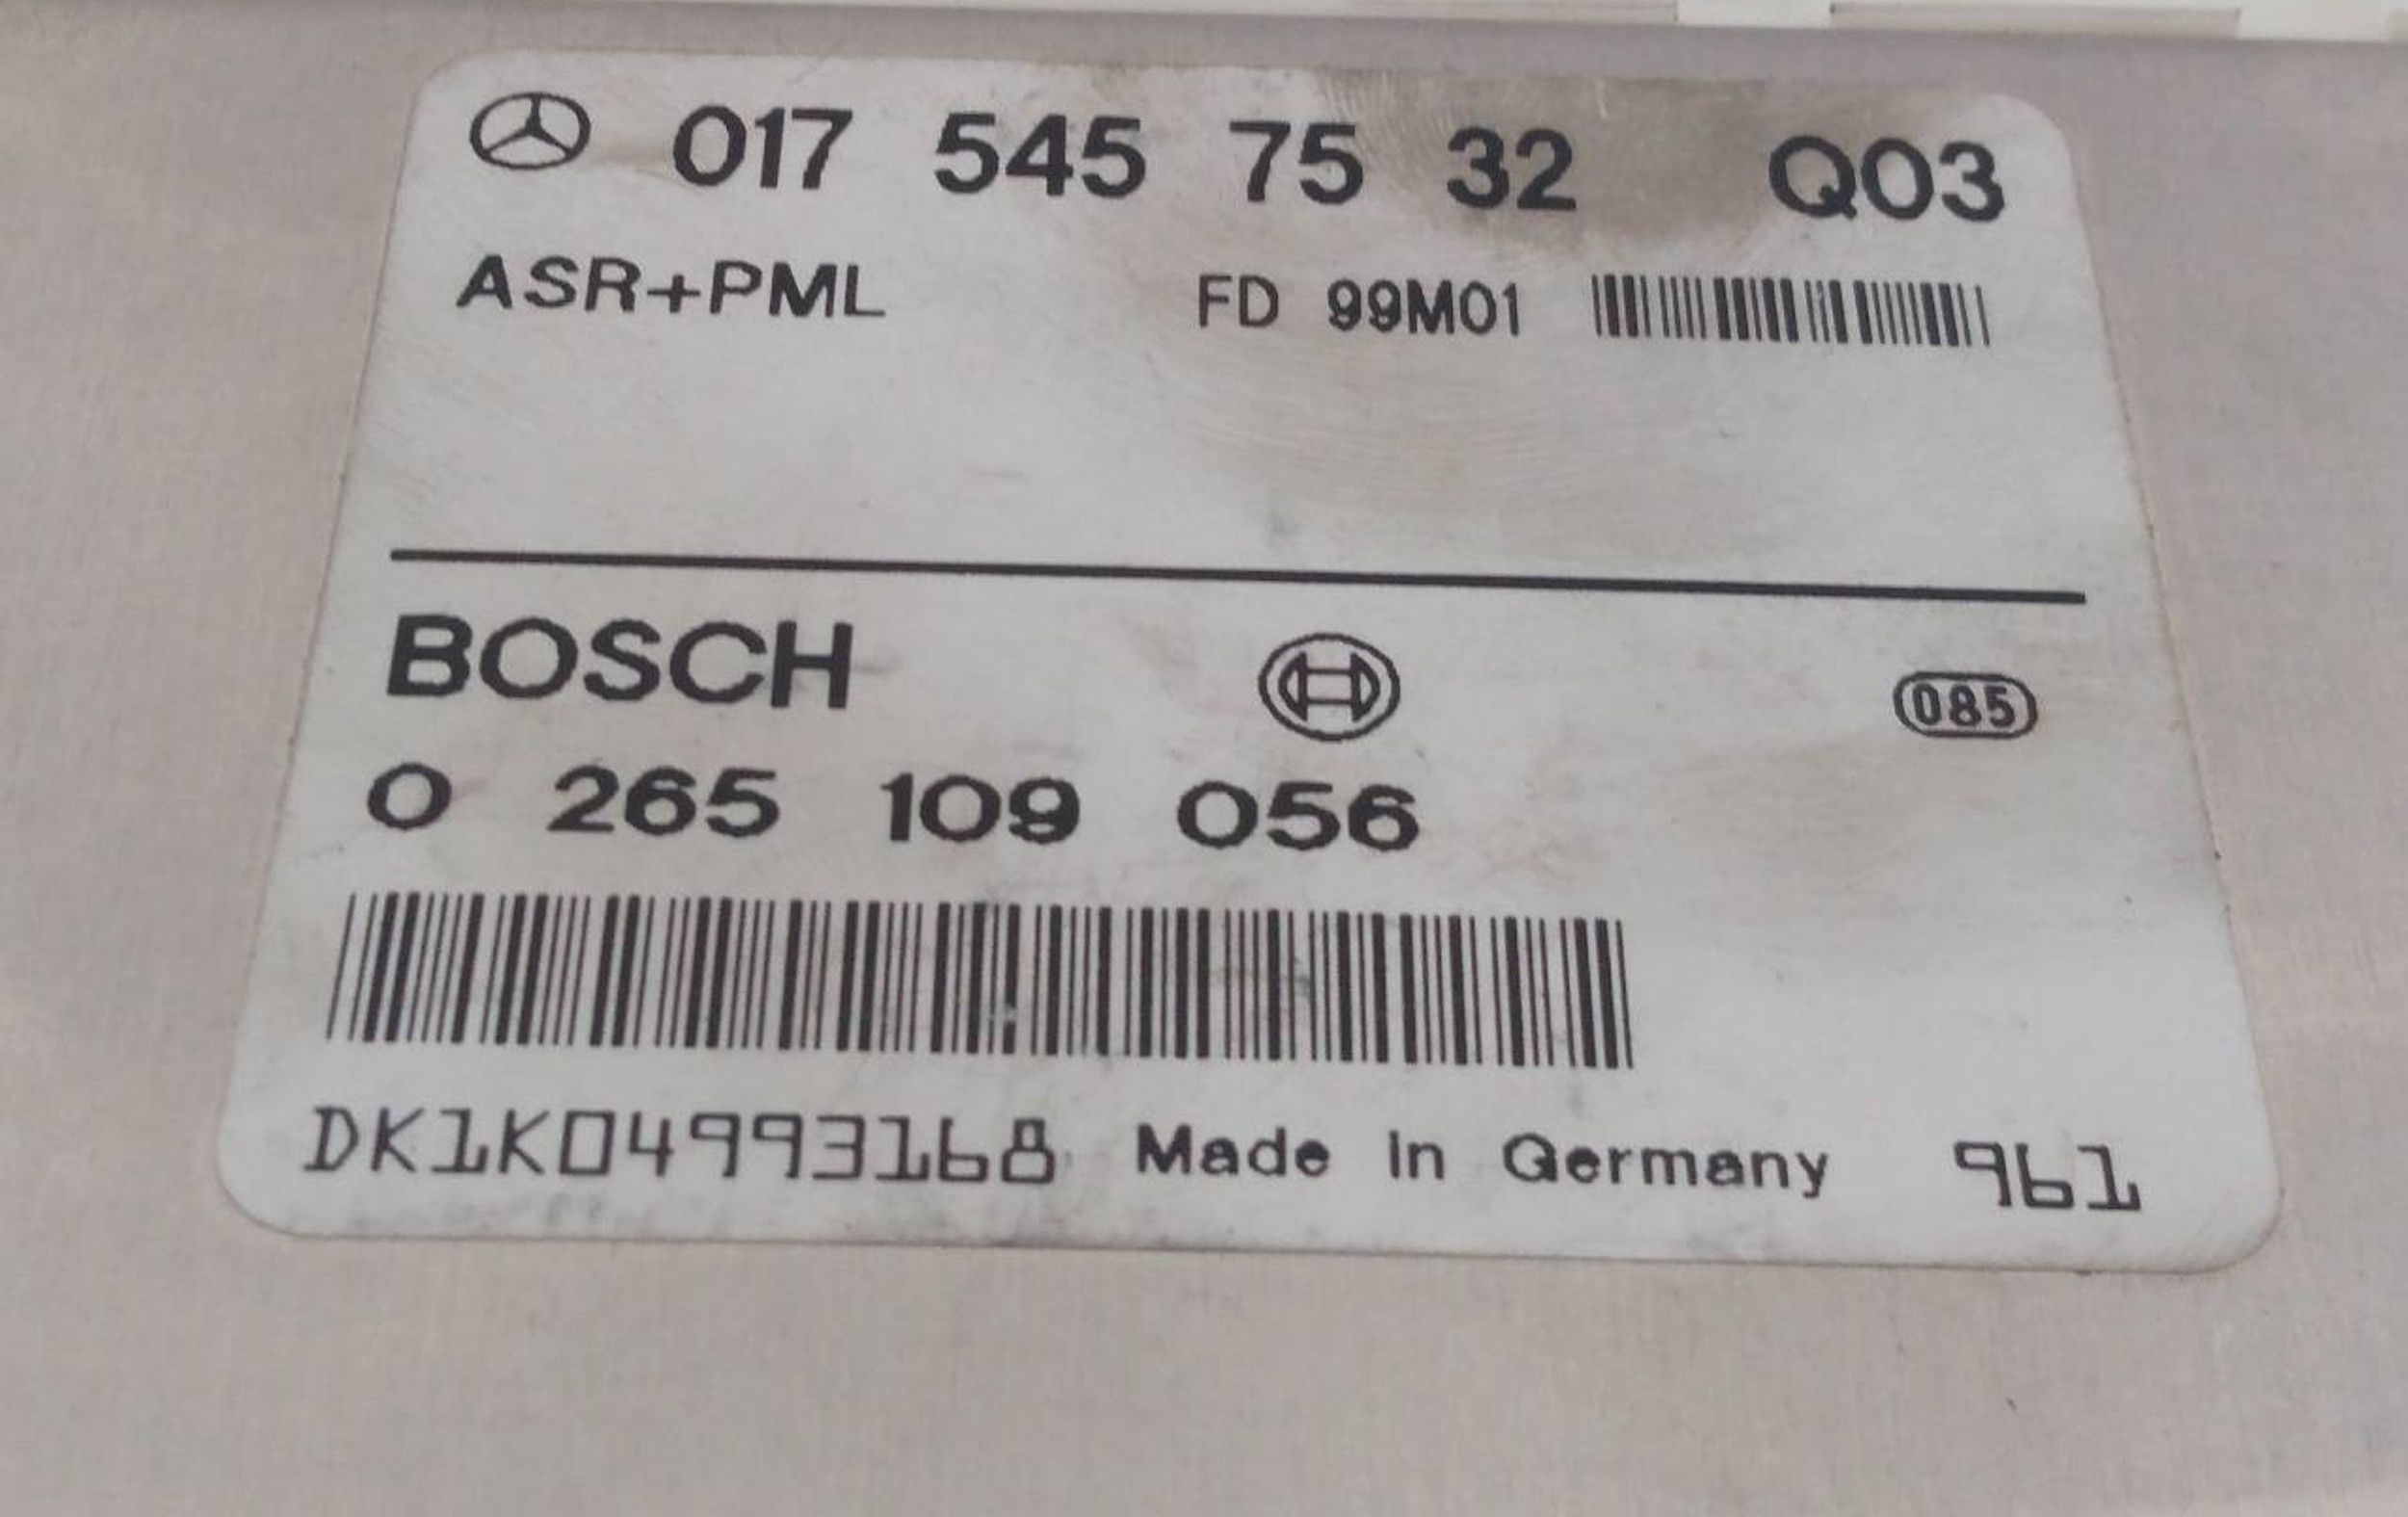 017 545 75 32 Q03
ASR+PML FD 99M01
BOSCH 085
0 265 109 056
DK1K04993168 Made in Germany 961